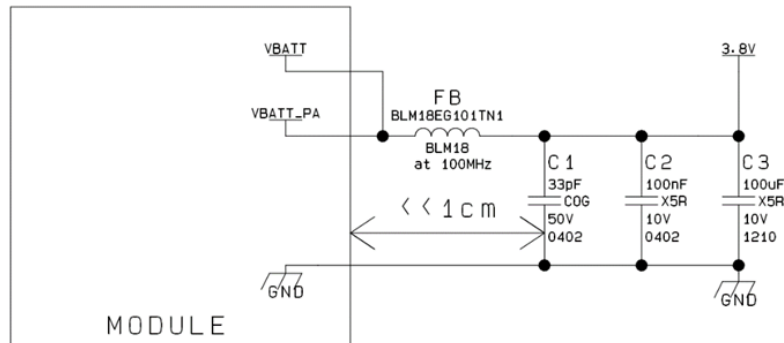 VBATT
3.8V
VBATT_PA
FB
BLM18EG101TN1
BLM18
at 100MHz
C1
33pF
COG
50V
0402
C2
100nF
X5R
10V
0402
C3
100uF
X5R
10V
1210
<<1cm
GND
GND
MODULE